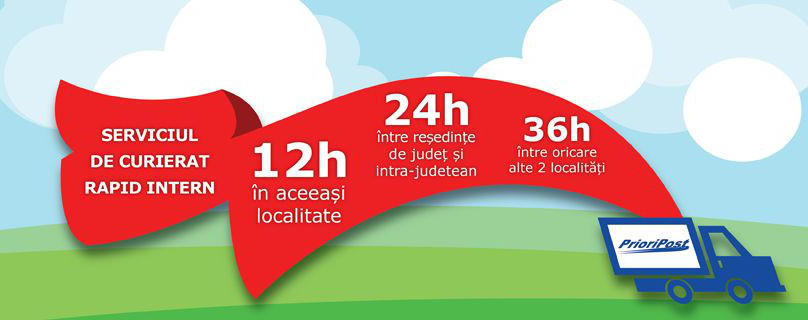 SERVICIUL
DE CURIERAT
RAPID INTERN
12h
în aceeași
localitate
24h
între reședințe
de județ și
intra-judetean
36h
între oricare
alte 2 localități
PrioriPost